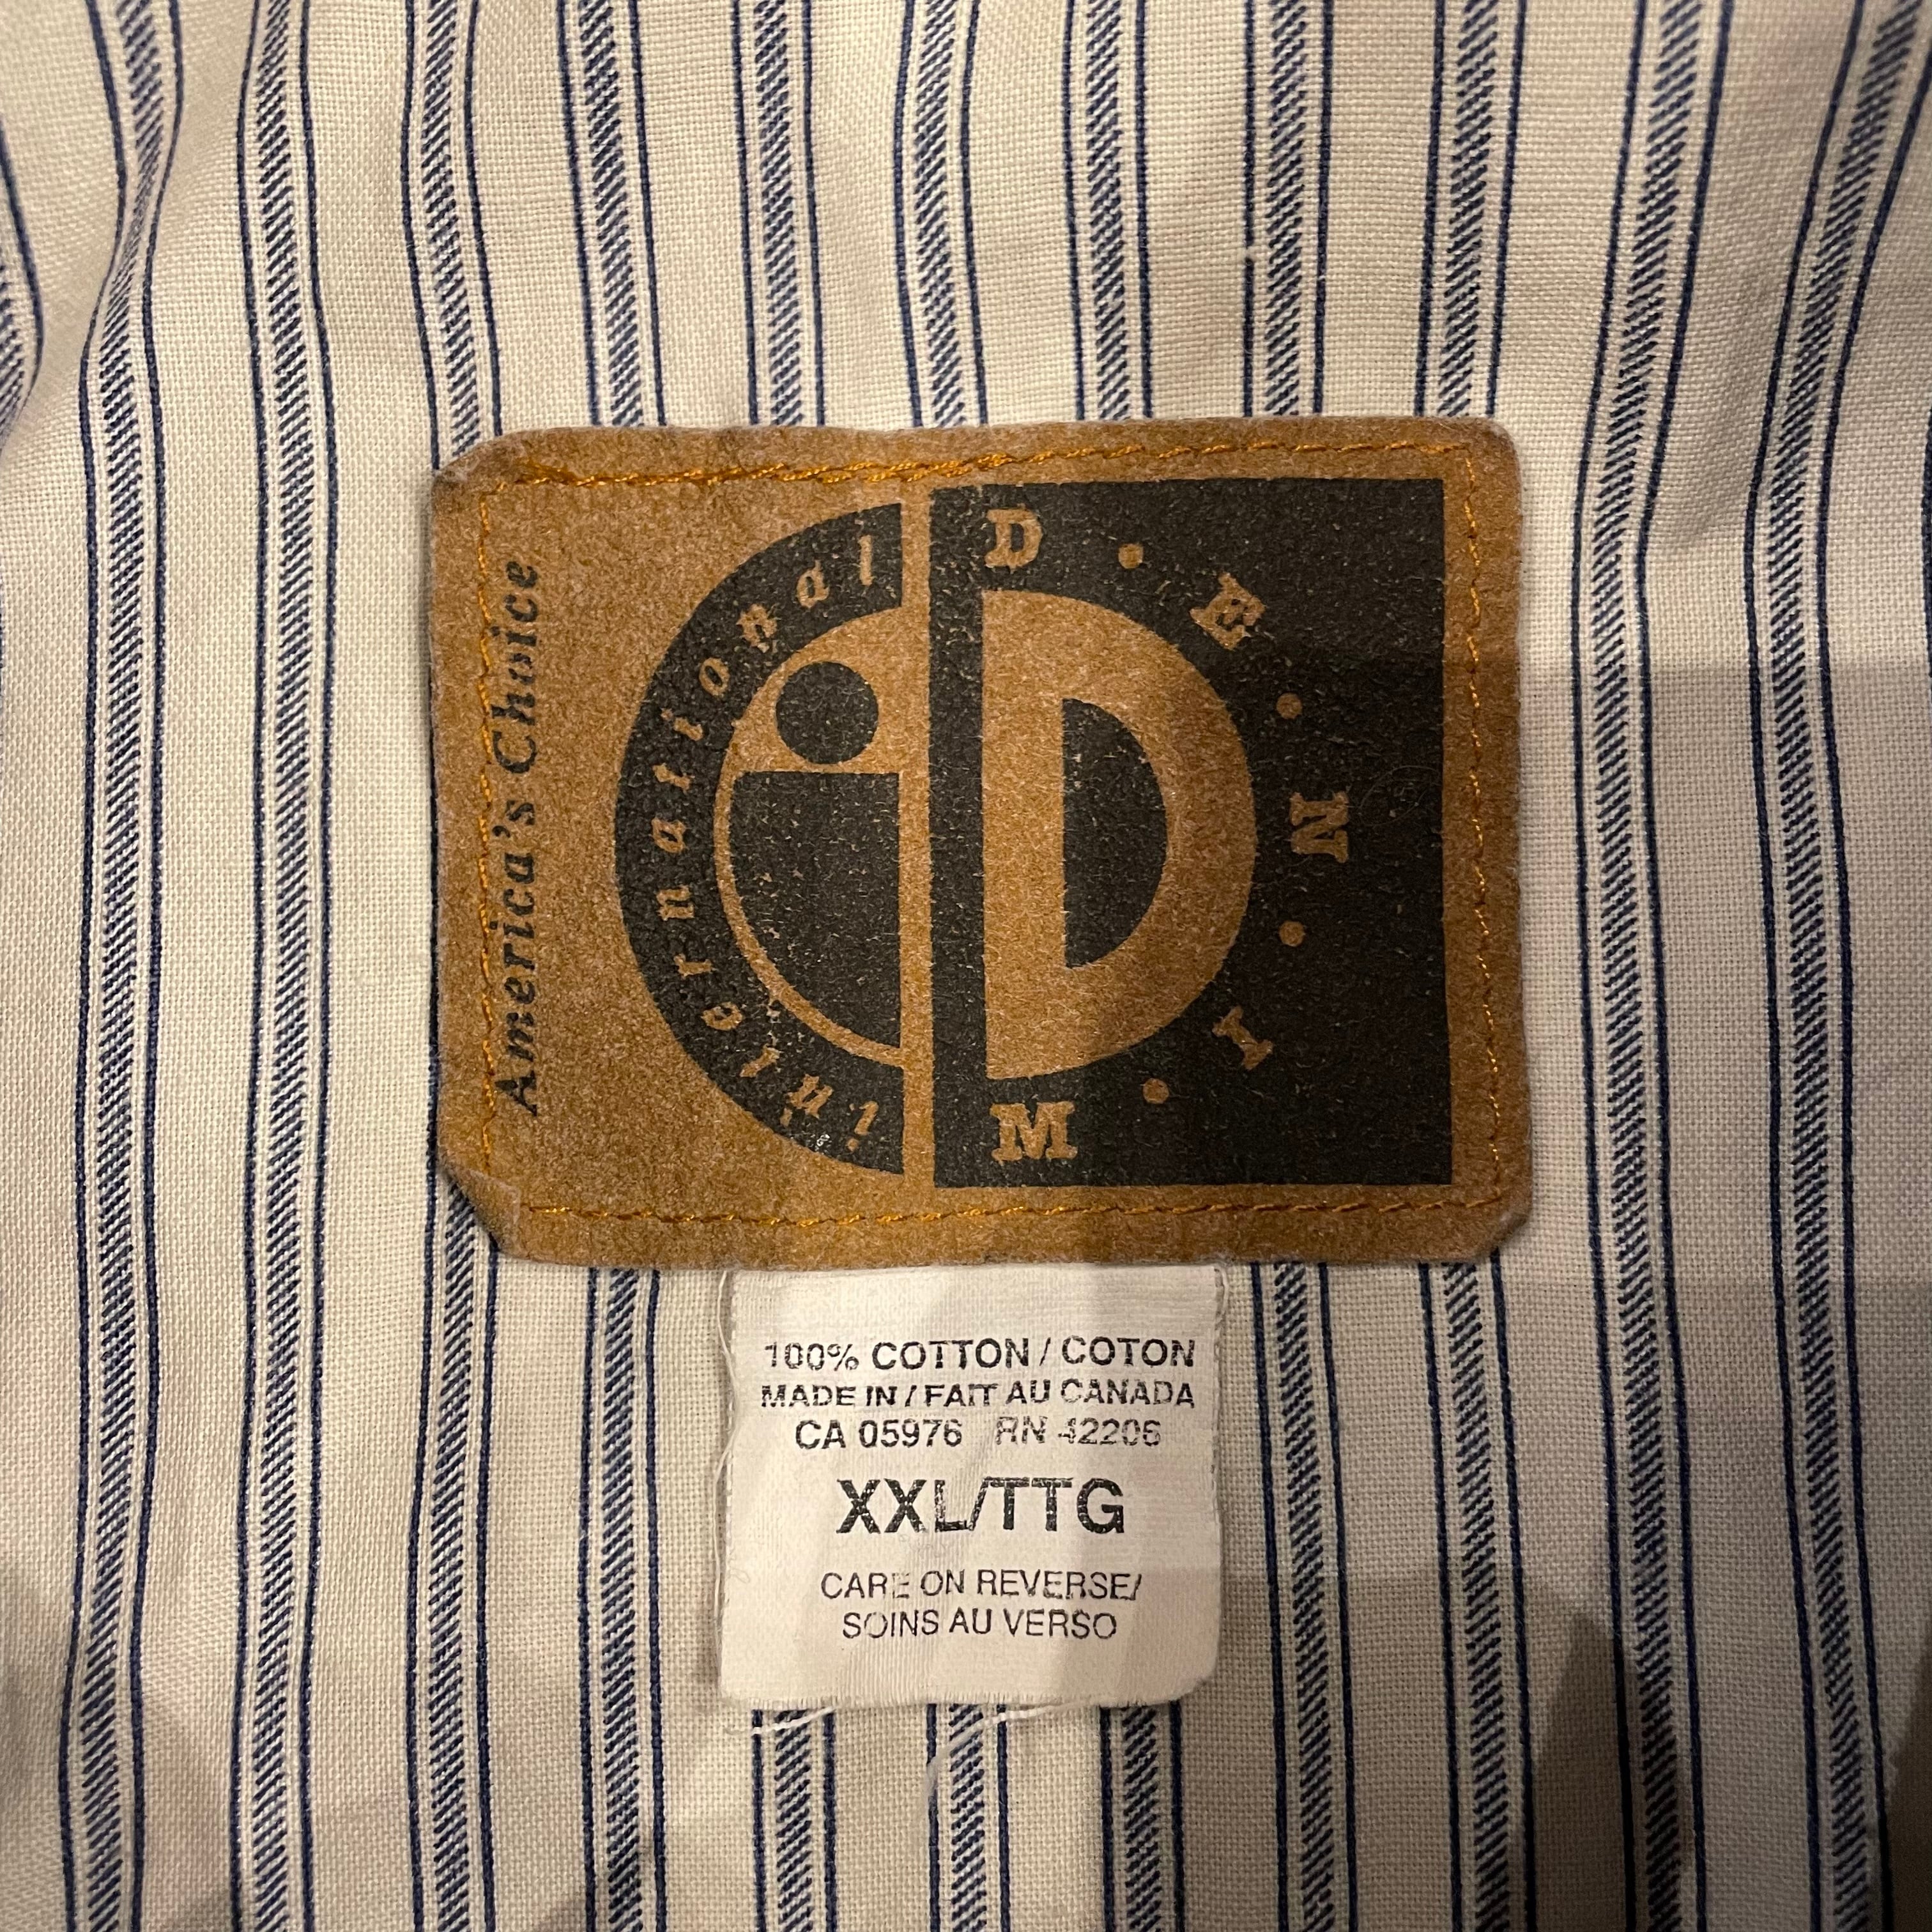 America's Choice
international
iD
D·E·N·I·M
100% COTTON / COTON
MADE IN / FAIT AU CANADA
CA 05976 RN 42206
XXL/TTG
CARE ON REVERSE/
SOINS AU VERSO